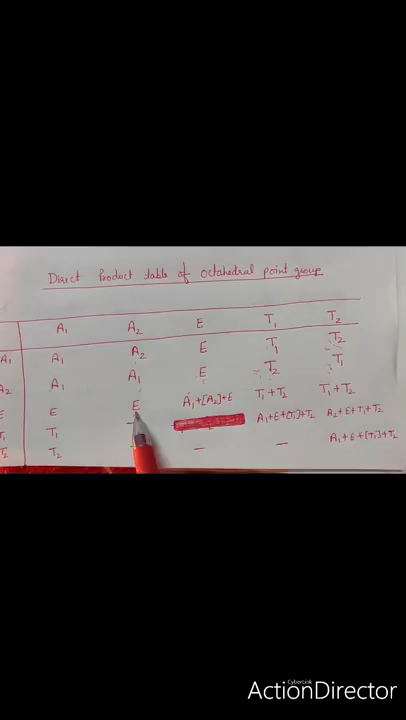 Direct Product table of octahedral point group
A₁ A₂ E T₁ T₂
A₁ A₁ A₂ E T₁ T₂
A₂ A₁ A₁ E T₂ T₁
E E E A₁+[A₂]+E T₁+T₂ T₁+T₂
T₁ T₁ A₁+E+[T₁]+T₂ A₂+E+T₁+T₂
T₂ T₂ – – A₁+E+[T₁]+T₂
CyberLink
ActionDirector